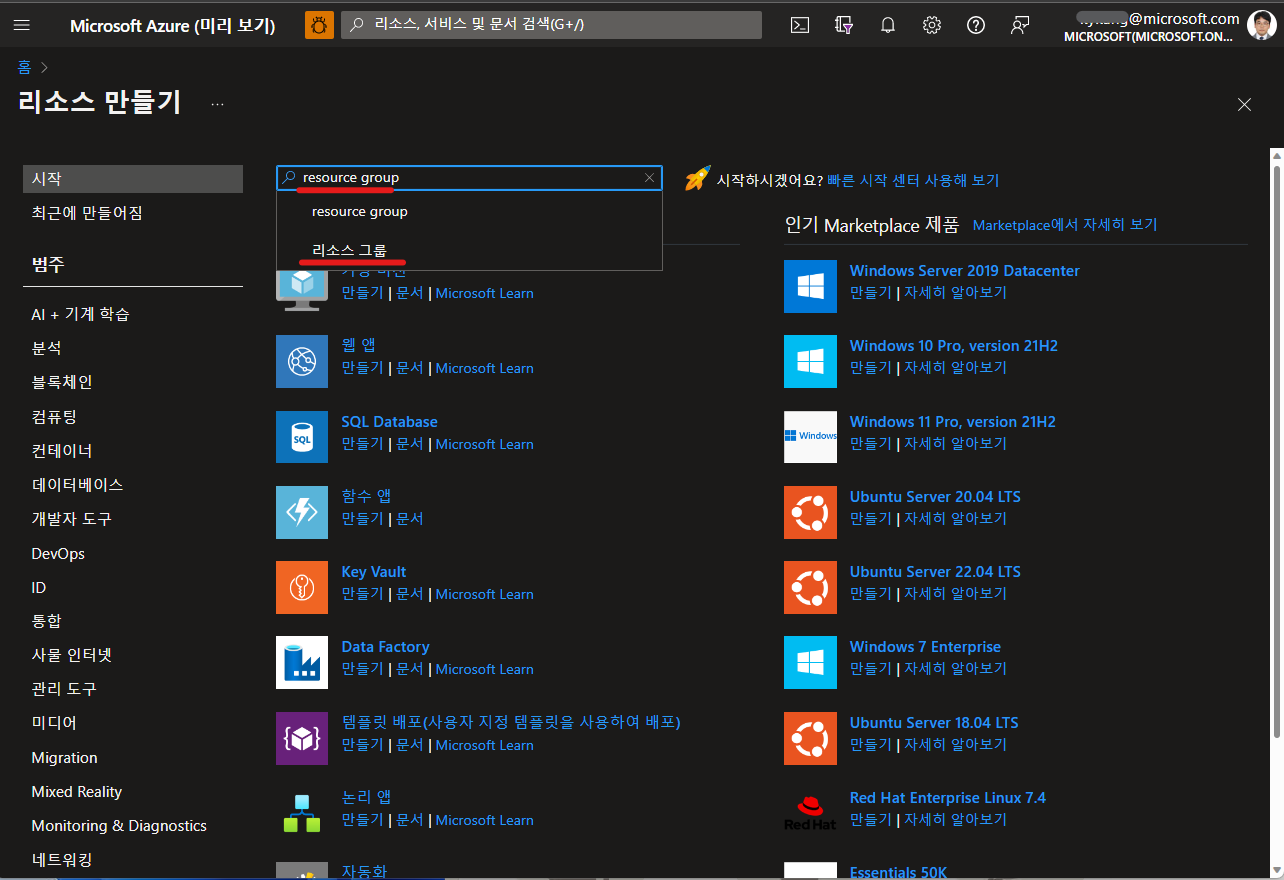 Microsoft Azure (미리 보기)
리소스, 서비스 및 문서 검색(G+/)
@microsoft.com
MICROSOFT(MICROSOFT.ON...
홈
리소스 만들기
...
시작
최근에 만들어짐
범주
AI + 기계 학습
분석
블록체인
컴퓨팅
컨테이너
데이터베이스
개발자 도구
DevOps
ID
통합
사물 인터넷
관리 도구
미디어
Migration
Mixed Reality
Monitoring & Diagnostics
네트워킹
resource group
resource group
리소스 그룹
만들기 | 문서 | Microsoft Learn
웹 앱
만들기 | 문서 | Microsoft Learn
SQL Database
만들기 | 문서 | Microsoft Learn
SQL
함수 앱
만들기 | 문서
Key Vault
만들기 | 문서 | Microsoft Learn
Data Factory
만들기 | 문서 | Microsoft Learn
템플릿 배포(사용자 지정 템플릿을 사용하여 배포)
만들기 | 문서 | Microsoft Learn
논리 앱
만들기 | 문서 | Microsoft Learn
자동화
시작하시겠어요? 빠른 시작 센터 사용해 보기
인기 Marketplace 제품 Marketplace에서 자세히 보기
Windows Server 2019 Datacenter
만들기 | 자세히 알아보기
Windows 10 Pro, version 21H2
만들기 | 자세히 알아보기
Windows
Windows 11 Pro, version 21H2
만들기 | 자세히 알아보기
Ubuntu Server 20.04 LTS
만들기 | 자세히 알아보기
Ubuntu Server 22.04 LTS
만들기 | 자세히 알아보기
Windows 7 Enterprise
만들기 | 자세히 알아보기
Ubuntu Server 18.04 LTS
만들기 | 자세히 알아보기
Red Hat
Red Hat Enterprise Linux 7.4
만들기 | 자세히 알아보기
Essentials 50K